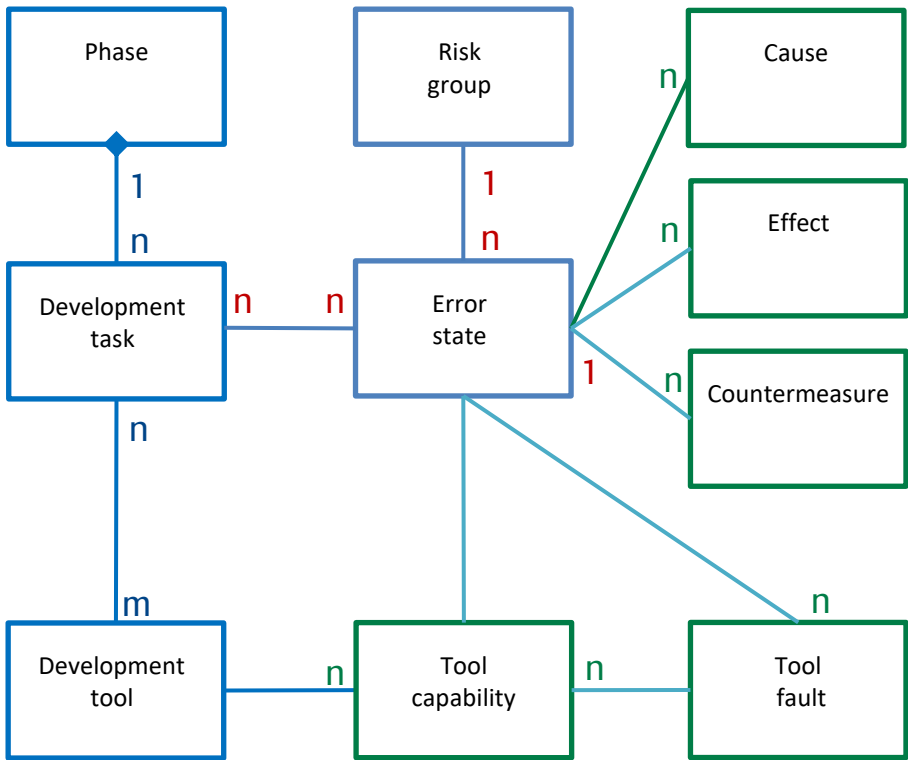 Phase
Risk
group
Cause
n
1
1
n
n
Effect
n
Development
task
n
n
Error
state
1
n
Countermeasure
n
m
n
Development
tool
n
Tool
capability
n
Tool
fault